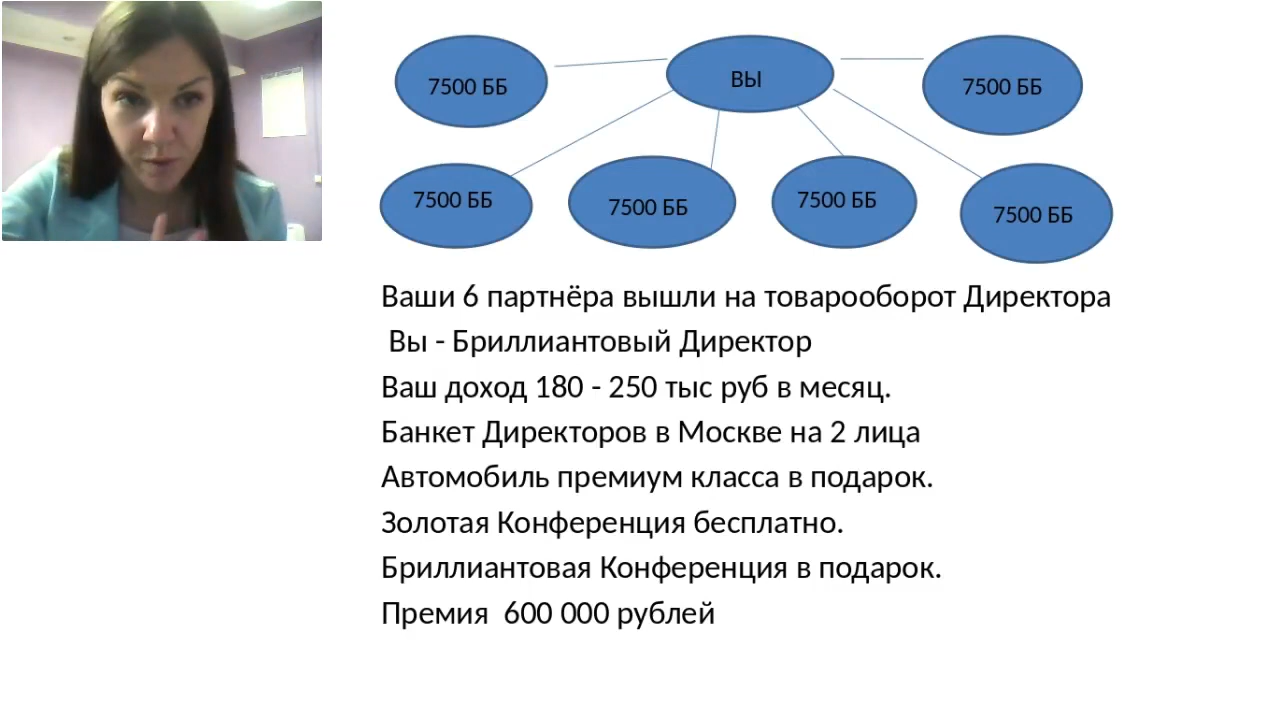 7500 ББ
ВЫ
7500 ББ
7500 ББ
7500 ББ
7500 ББ
7500 ББ
Ваши 6 партнёра вышли на товарооборот Директора
Вы - Бриллиантовый Директор
Ваш доход 180 - 250 тыс руб в месяц.
Банкет Директоров в Москве на 2 лица
Автомобиль премиум класса в подарок.
Золотая Конференция бесплатно.
Бриллиантовая Конференция в подарок.
Премия  600 000 рублей